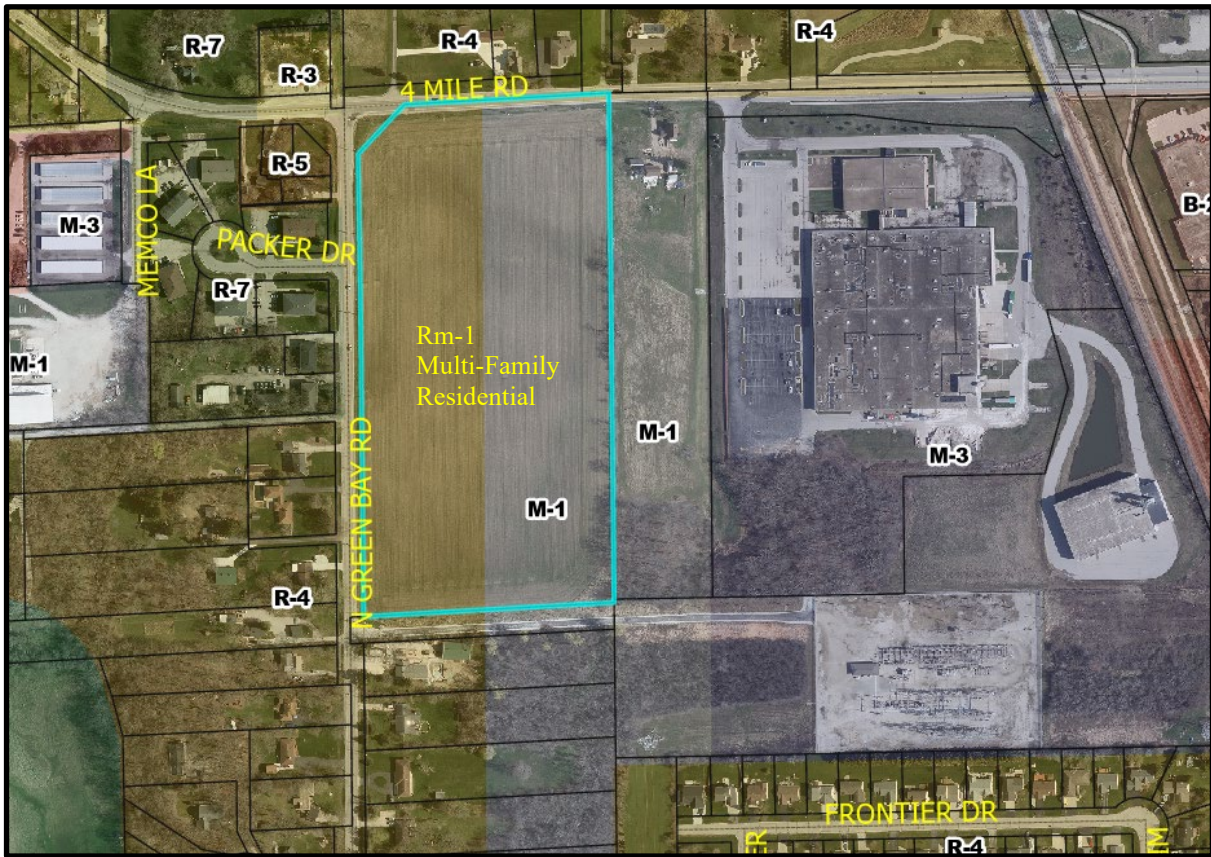 R-7
R-4
R-4
R-3
4 MILE RD
R-5
MEMCO LA
M-3
B-2
PACKER DR
R-7
Rm-1
Multi-Family
Residential
M-1
M-1
M-3
N GREEN BAY RD
M-1
R-4
FRONTIER DR
R-4